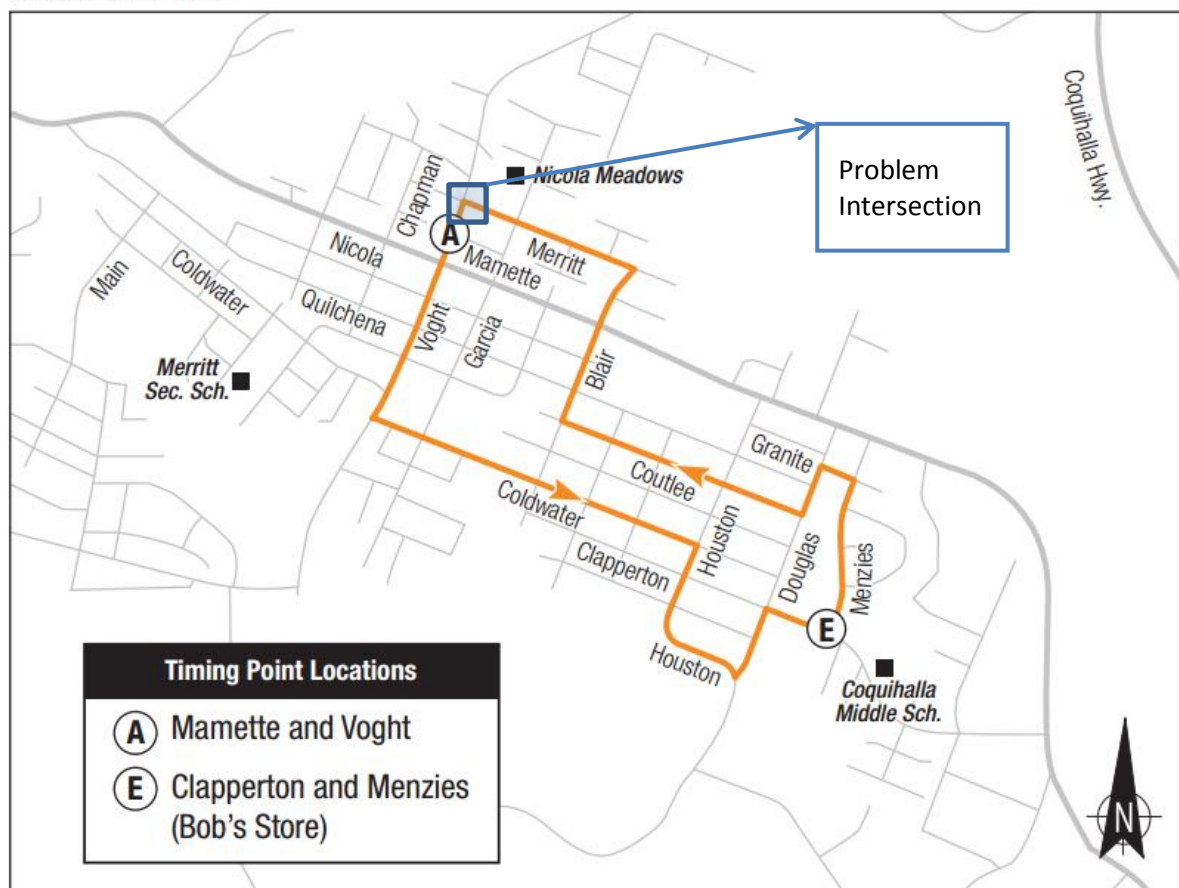 Coquihalla Hwy.
Problem
Intersection
Nicola Meadows
Chapman
A
Merritt
Mamette
Nicola
Main
Coldwater
Quilchena
Voght
Garcia
Blair
Merritt
Sec. Sch.
Granite
Coutlee
Coldwater
Houston
Douglas
Menzies
Clapperton
E
Houston
Coquihalla
Middle Sch.
Timing Point Locations
A Mamette and Voght
E Clapperton and Menzies
(Bob's Store)
N